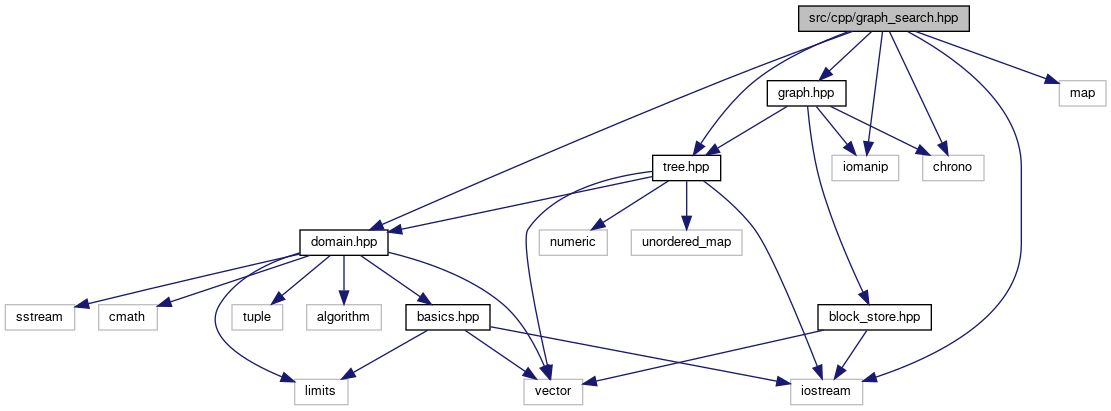 src/cpp/graph_search.hpp
graph.hpp
map
tree.hpp
iomanip
chrono
domain.hpp
numeric
unordered_map
sstream
cmath
tuple
algorithm
basics.hpp
block_store.hpp
limits
vector
iostream